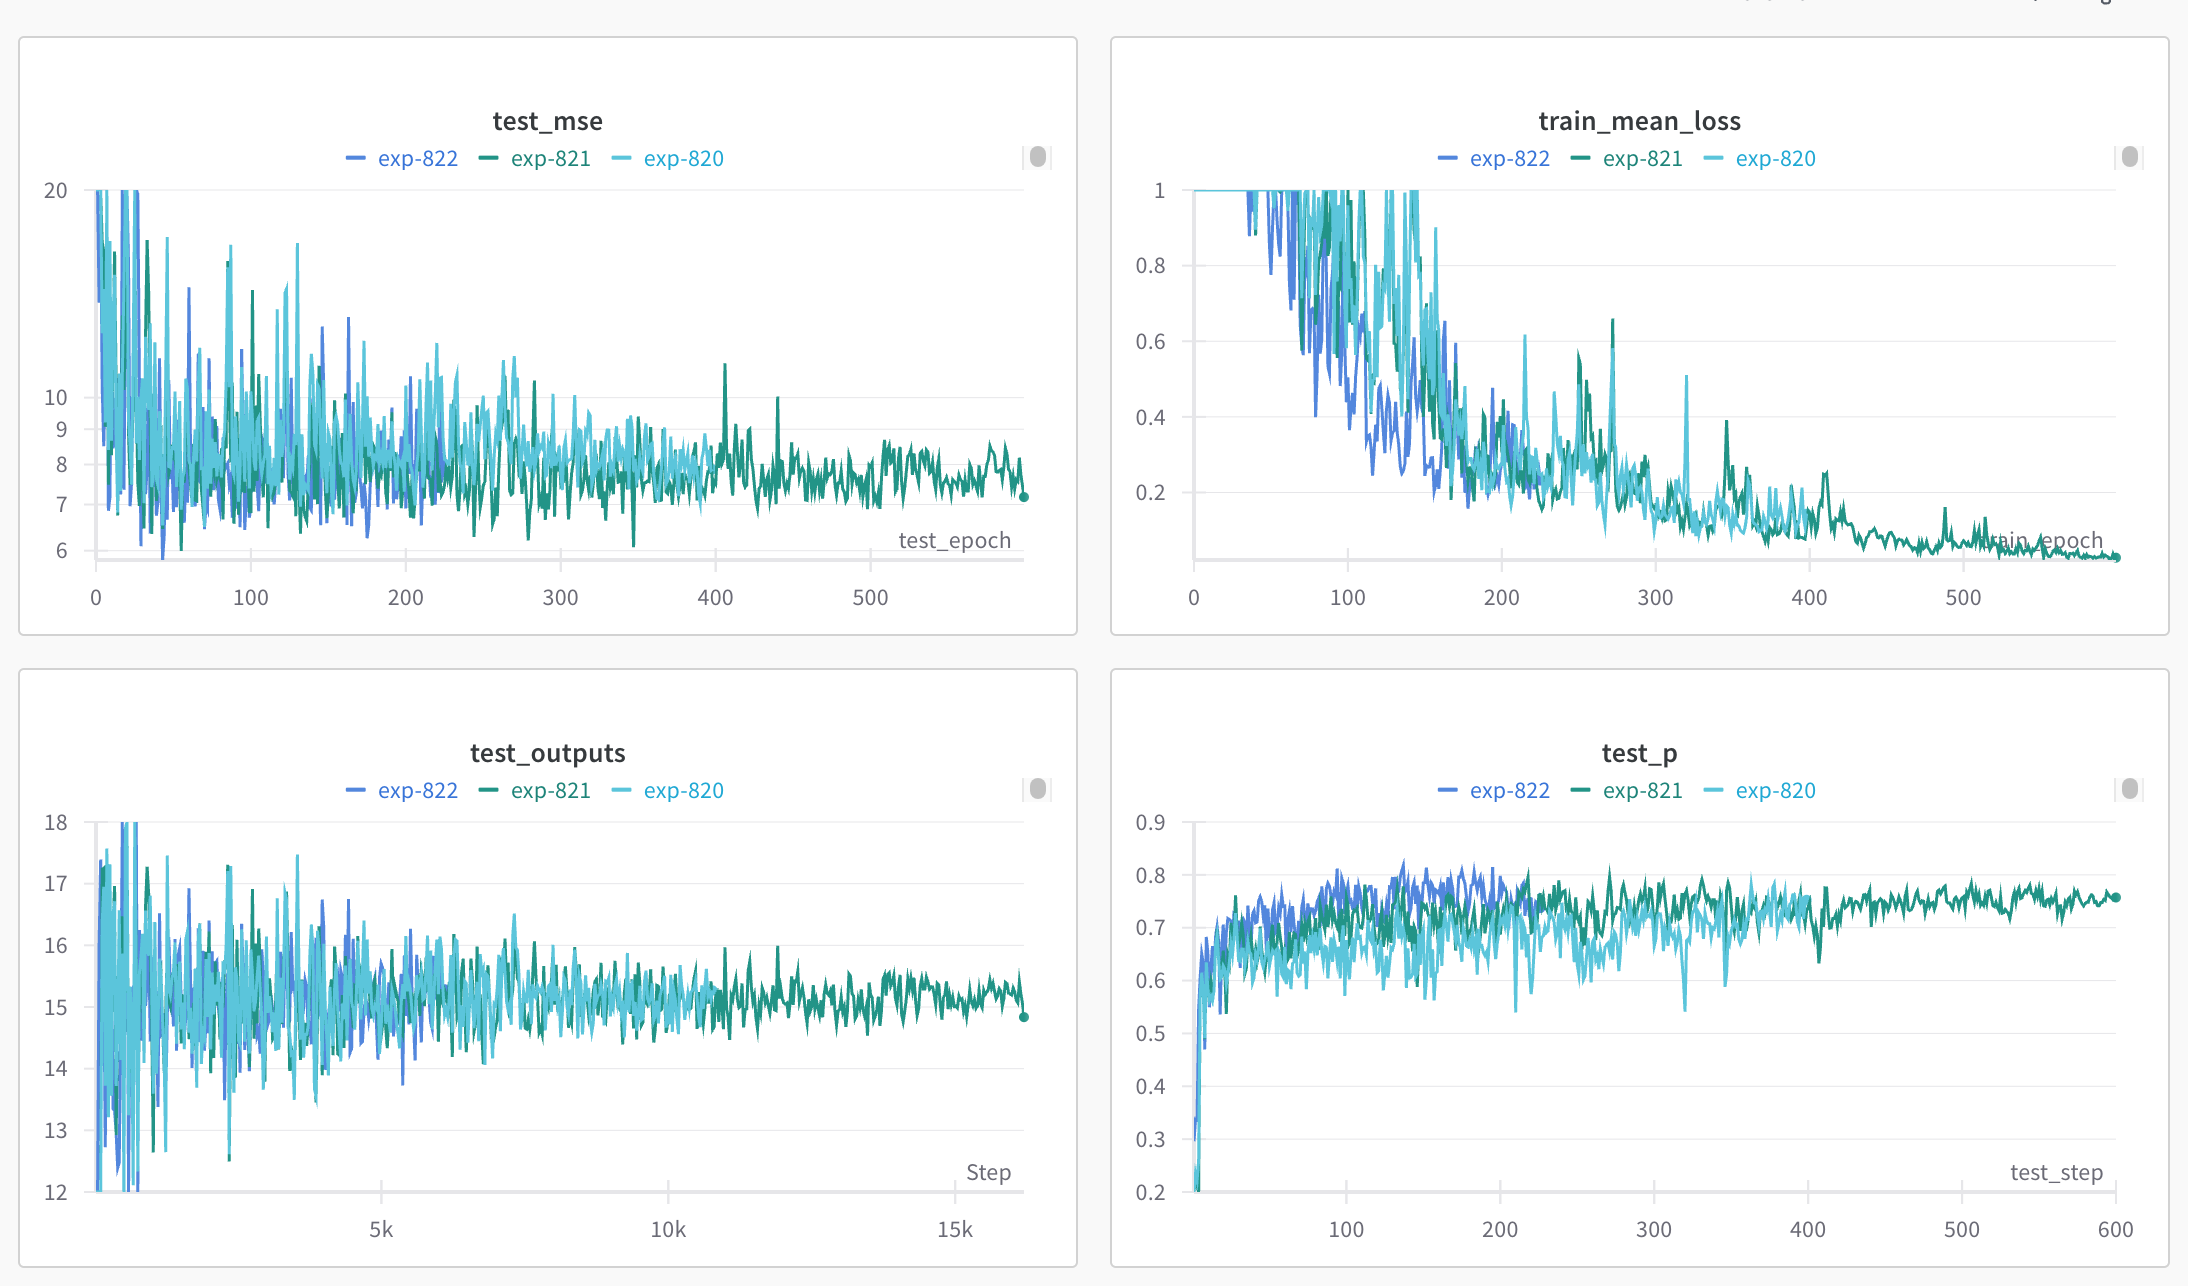 test_mse
exp-822 exp-821 exp-820
20
10
9
8
7
6
test_epoch
0 100 200 300 400 500
train_mean_loss
exp-822 exp-821 exp-820
1
0.8
0.6
0.4
0.2
train_epoch
0 100 200 300 400 500
test_outputs
exp-822 exp-821 exp-820
18
17
16
15
14
13
12
Step
5k 10k 15k
test_p
exp-822 exp-821 exp-820
0.9
0.8
0.7
0.6
0.5
0.4
0.3
0.2
test_step
100 200 300 400 500 600